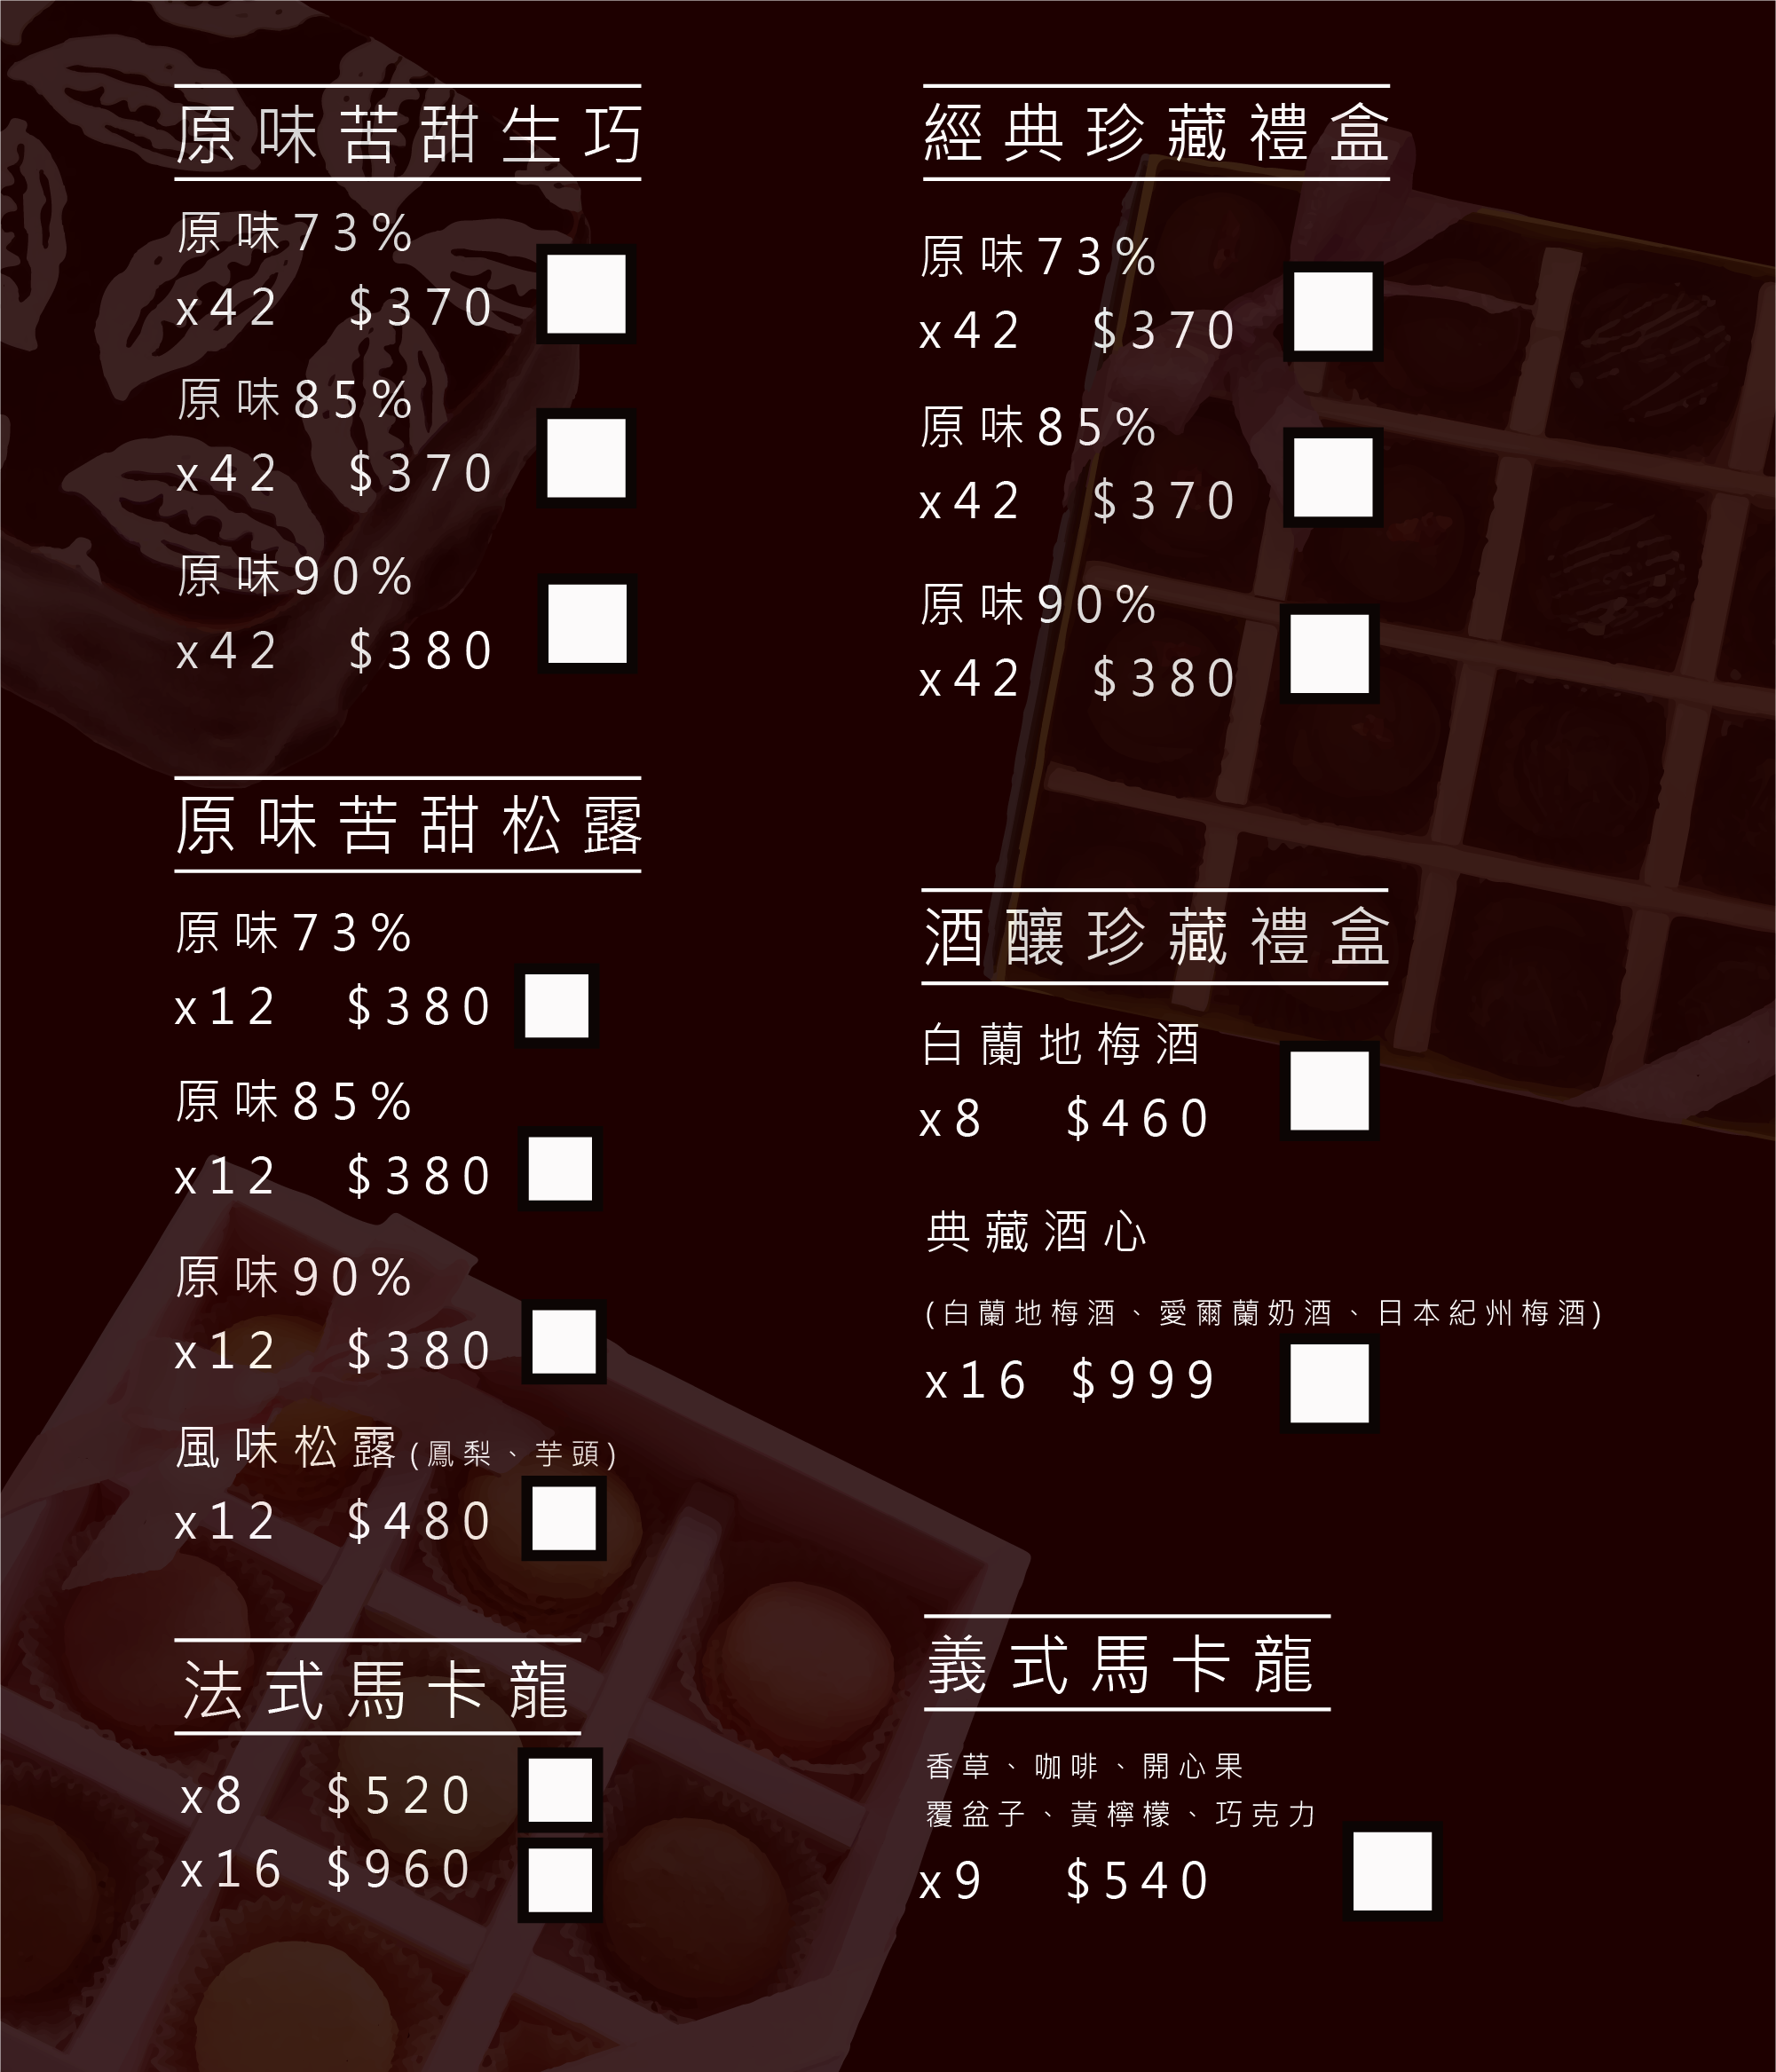 原味苦甜生巧
原味73%
x42 $370
原味85%
x42 $370
原味90%
x42 $380
原味苦甜松露
原味73%
x12 $380
原味85%
x12 $380
原味90%
x12 $380
風味松露(鳳梨、芋頭)
x12 $480
法式馬卡龍
x8 $520
x16 $960
經典珍藏禮盒
原味73%
x42 $370
原味85%
x42 $370
原味90%
x42 $380
酒釀珍藏禮盒
白蘭地梅酒
x8 $460
典藏酒心
(白蘭地梅酒、愛爾蘭奶酒、日本紀州梅酒)
x16 $999
義式馬卡龍
香草、咖啡、開心果
覆盆子、黃檸檬、巧克力
x9 $540